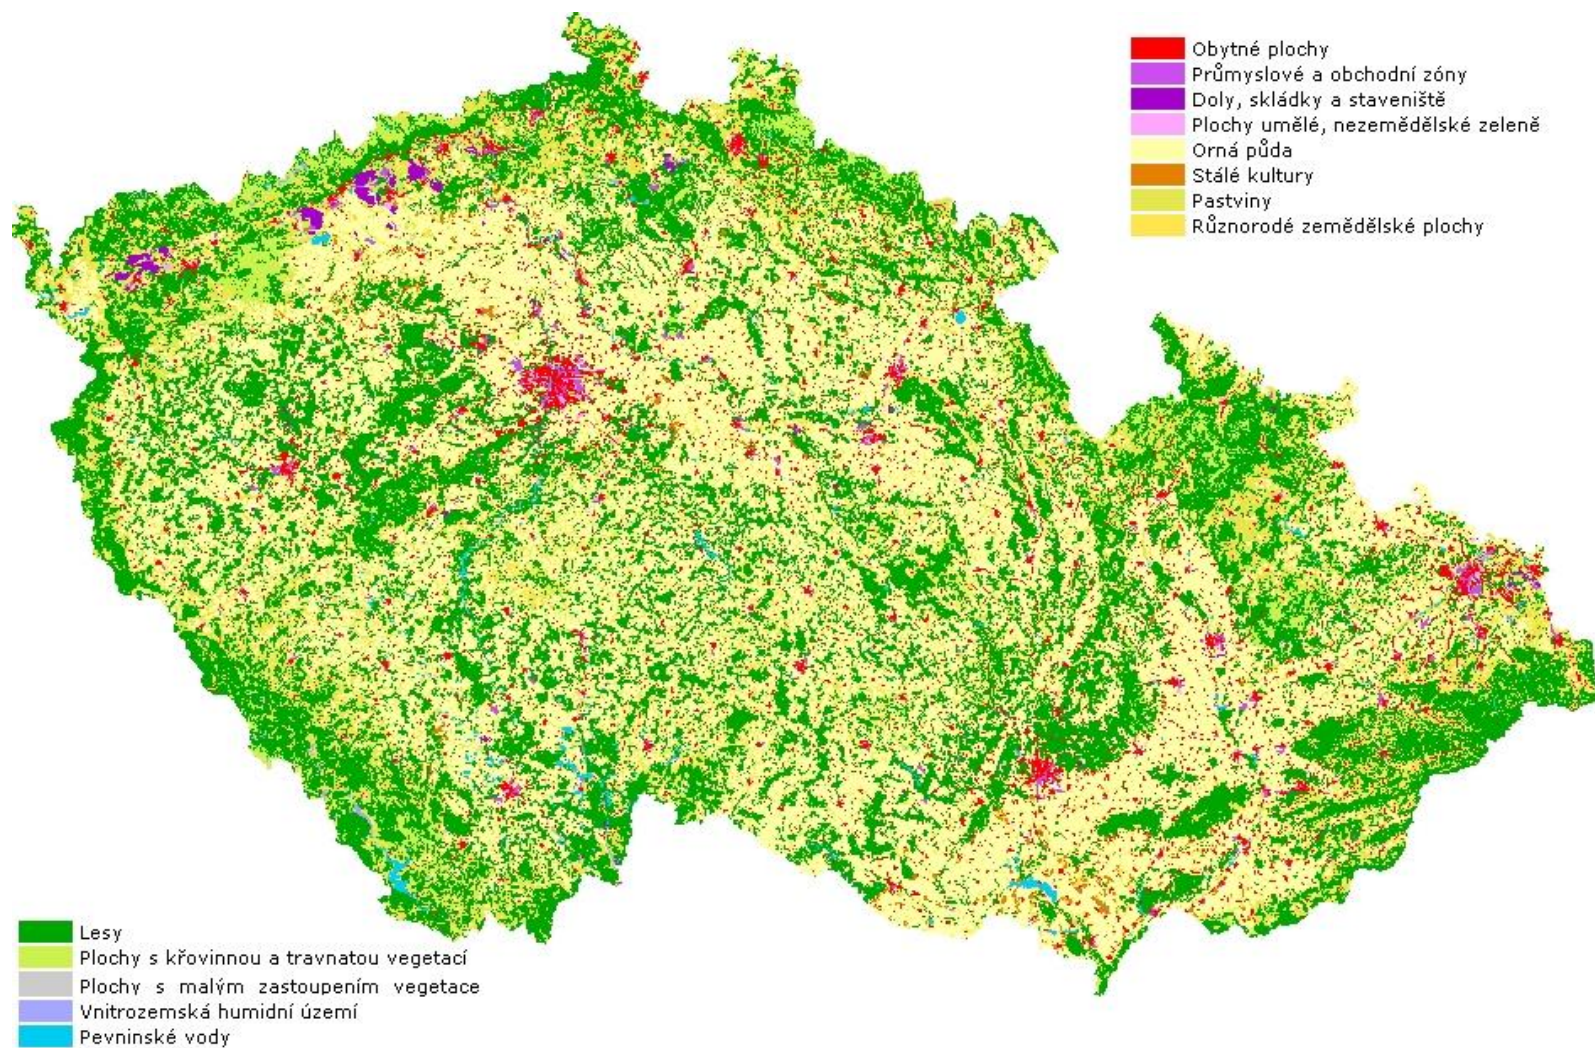 Obytné plochy
Průmyslové a obchodní zóny
Doly, skládky a staveniště
Plochy umělé, nezemědělské zeleně
Orná půda
Stálé kultury
Pastviny
Různorodé zemědělské plochy
Lesy
Plochy s křovinnou a travnatou vegetací
Plochy s malým zastoupením vegetace
Vnitrozemská humidní území
Pevninské vody